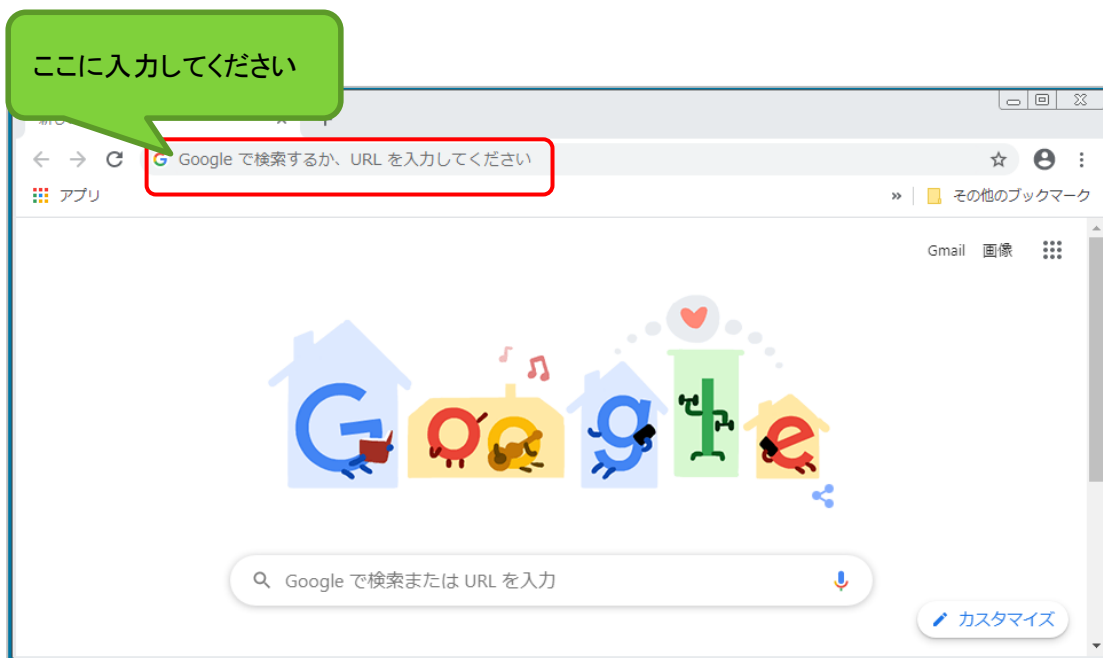 ここに入力してください
Google で検索するか、URL を入力してください
アプリ
» その他のブックマーク
Gmail 画像
Google
Google で検索または URL を入力
カスタマイズ